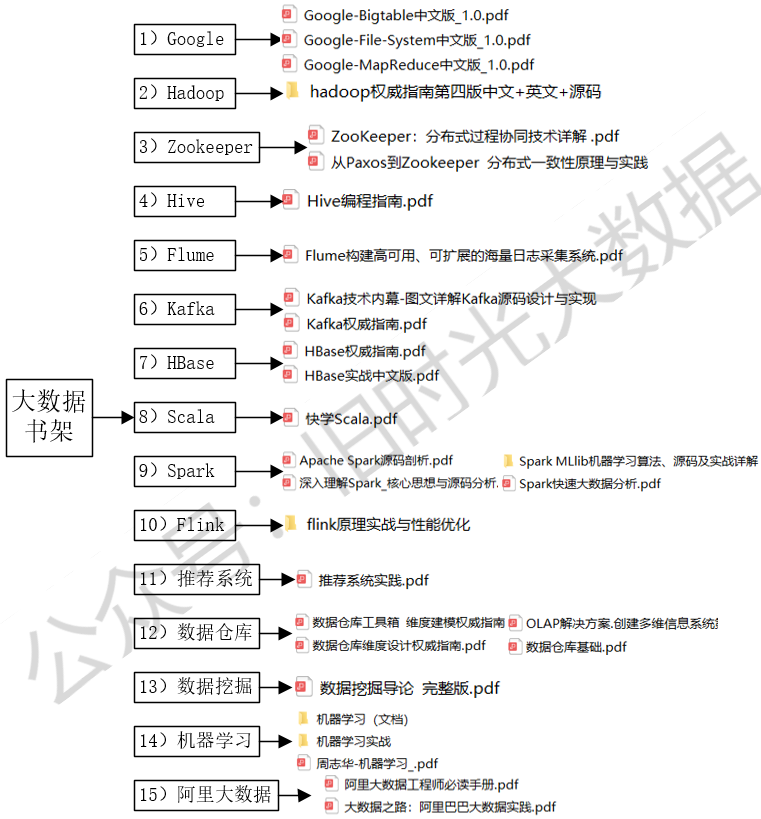 大数据
书架
1）Google
Google-Bigtable中文版_1.0.pdf
Google-File-System中文版_1.0.pdf
Google-MapReduce中文版_1.0.pdf
2）Hadoop
hadoop权威指南第四版中文+英文+源码
3）Zookeeper
ZooKeeper：分布式过程协同技术详解 .pdf
从Paxos到Zookeeper 分布式一致性原理与实践
4）Hive
Hive编程指南.pdf
5）Flume
Flume构建高可用、可扩展的海量日志采集系统.pdf
6）Kafka
Kafka技术内幕-图文详解Kafka源码设计与实现
Kafka权威指南.pdf
7）HBase
HBase权威指南.pdf
HBase实战中文版.pdf
8）Scala
快学Scala.pdf
9）Spark
Apache Spark源码剖析.pdf
Spark MLlib机器学习算法、源码及实战详解
深入理解Spark_核心思想与源码分析.
Spark快速大数据分析.pdf
10）Flink
flink原理实战与性能优化
11）推荐系统
推荐系统实践.pdf
12）数据仓库
数据仓库工具箱 维度建模权威指南
OLAP解决方案.创建多维信息系统
数据仓库维度设计权威指南.pdf
数据仓库基础.pdf
13）数据挖掘
数据挖掘导论 完整版.pdf
14）机器学习
机器学习（文档）
机器学习实战
周志华-机器学习_.pdf
15）阿里大数据
阿里大数据工程师必读手册.pdf
大数据之路：阿里巴巴大数据实践.pdf
公众号：旧时光大数据